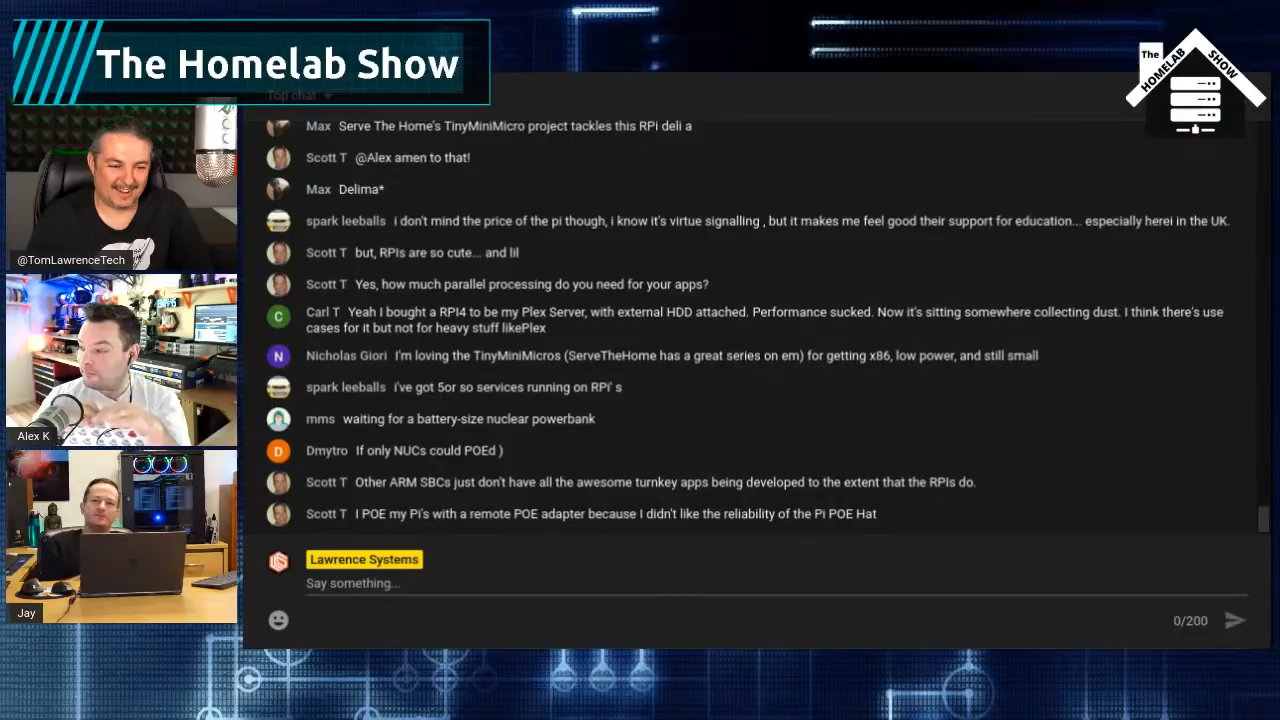 The Homelab Show
The
HOMELAB
SHOW
Top chat
Max Serve The Home's TinyMiniMicro project tackles this RPi deli a
Scott T @Alex amen to that!
Max Delima*
spark leeballs i don't mind the price of the pi though, i know it's virtue signalling , but it makes me feel good their support for education... especially herei in the UK.
Scott T but, RPIs are so cute... and lil
Scott T Yes, how much parallel processing do you need for your apps?
C Carl T Yeah I bought a RPI4 to be my Plex Server, with external HDD attached. Performance sucked. Now it's sitting somewhere collecting dust. I think there's use
cases for it but not for heavy stuff likePlex
N Nicholas Giori I'm loving the TinyMiniMicros (ServeTheHome has a great series on em) for getting x86, low power, and still small
spark leeballs i've got 5or so services running on RPi' s
mms waiting for a battery-size nuclear powerbank
D Dmytro If only NUCs could POEd )
Scott T Other ARM SBCs just don't have all the awesome turnkey apps being developed to the extent that the RPIs do.
Scott T I POE my Pi's with a remote POE adapter because I didn't like the reliability of the Pi POE Hat
Lawrence Systems
Say something...
0/200
@TomLawrenceTech
Alex K
Jay